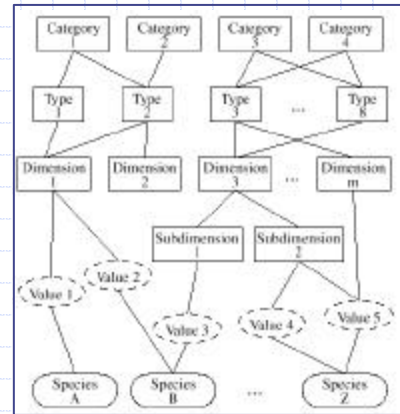 Category Category Category Category
1 2 3 4
Type Type Type Type
1 2 3 ... 8
Dimension Dimension Dimension Dimension
1 2 3 ... m
Subdimension Subdimension
1 2
Value 1 Value 2
Value 3 Value 4 Value 5
Species Species Species
A B ... Z